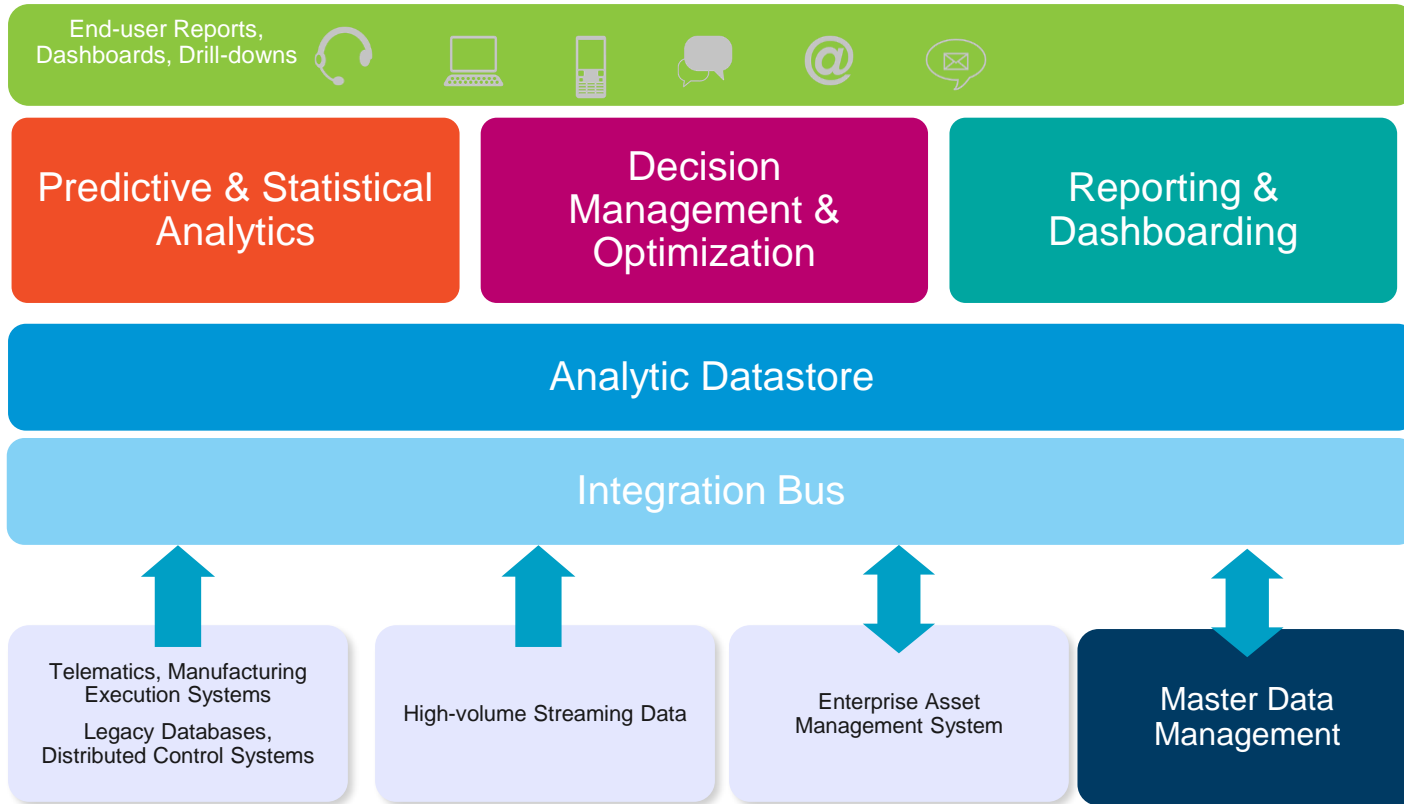 End-user Reports,
Dashboards, Drill-downs
@
Predictive & Statistical
Analytics
Decision
Management &
Optimization
Reporting &
Dashboarding
Analytic Datastore
Integration Bus
Telematics, Manufacturing
Execution Systems
Legacy Databases,
Distributed Control Systems
High-volume Streaming Data
Enterprise Asset
Management System
Master Data
Management